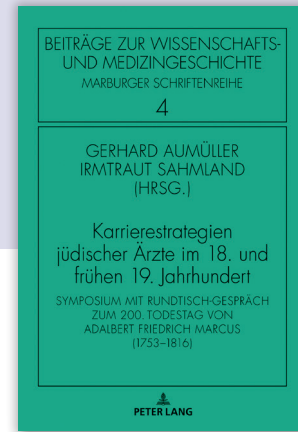 BEITRÄGE ZUR WISSENSCHAFTS-
UND MEDIZINGESCHICHTE
MARBURGER SCHRIFTENREIHE
4
GERHARD AUMÜLLER
IRMTRAUT SAHMLAND
(HRSG.)
Karrierestrategien
jüdischer Ärzte im 18. und
frühen 19. Jahrhundert
SYMPOSIUM MIT RUNDTISCH-GESPRÄCH
ZUM 200. TODESTAG VON
ADALBERT FRIEDRICH MARCUS
(1753–1816)
PETER LANG